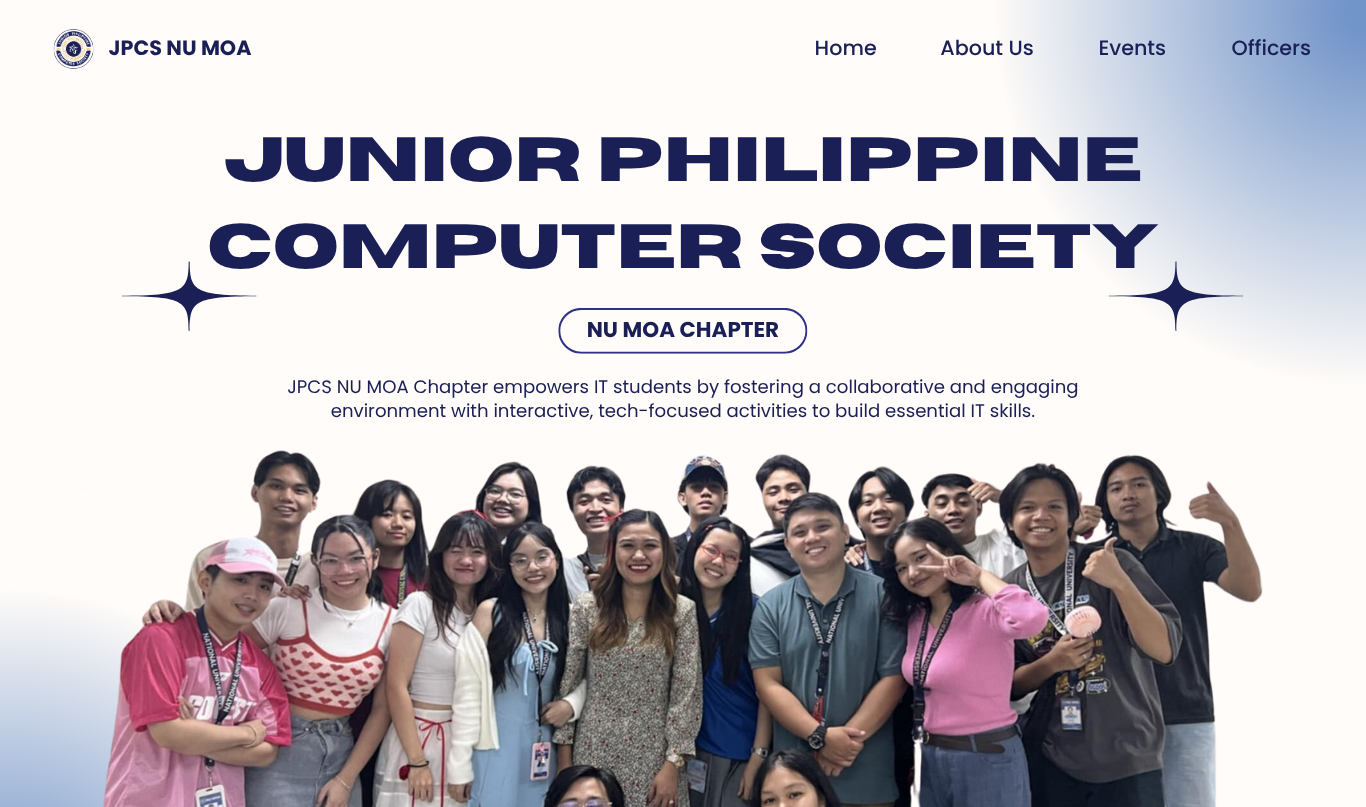 JPCS NU MOA
Home
About Us
Events
Officers
JUNIOR PHILIPPINE
COMPUTER SOCIETY
NU MOA CHAPTER
JPCS NU MOA Chapter empowers IT students by fostering a collaborative and engaging
environment with interactive, tech-focused activities to build essential IT skills.
NATIONAL UNIVERSITY